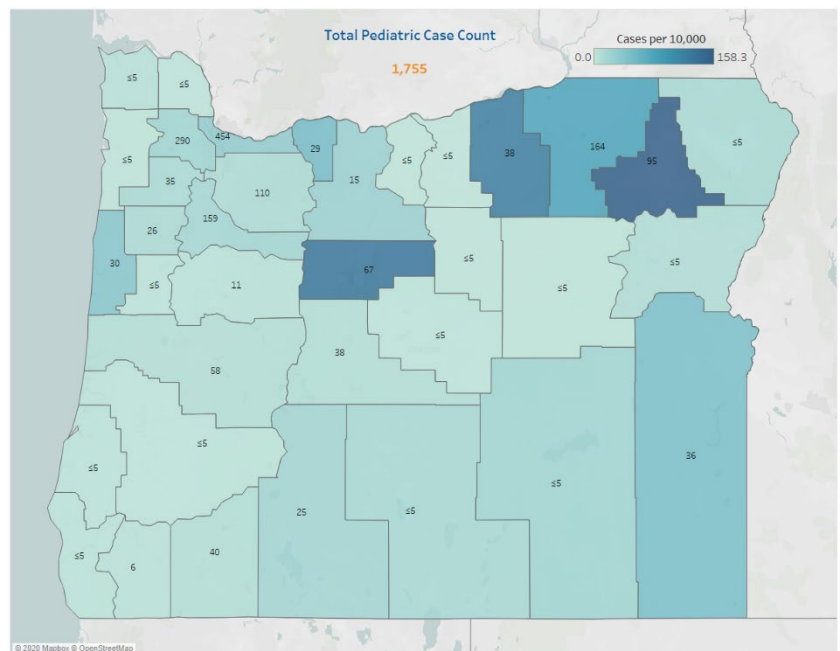 Total Pediatric Case Count
1,755
Cases per 10,000
0.0 158.3
≤5 ≤5
454
290 29
≤5 ≤5 ≤5 38 164 95 ≤5
35 15
110
159
26
30 ≤5 11 67 ≤5 ≤5 ≤5
≤5
38
58
≤5
≤5
36
25 ≤5 ≤5
≤5 6 40
© 2020 Mapbox © OpenStreetMap